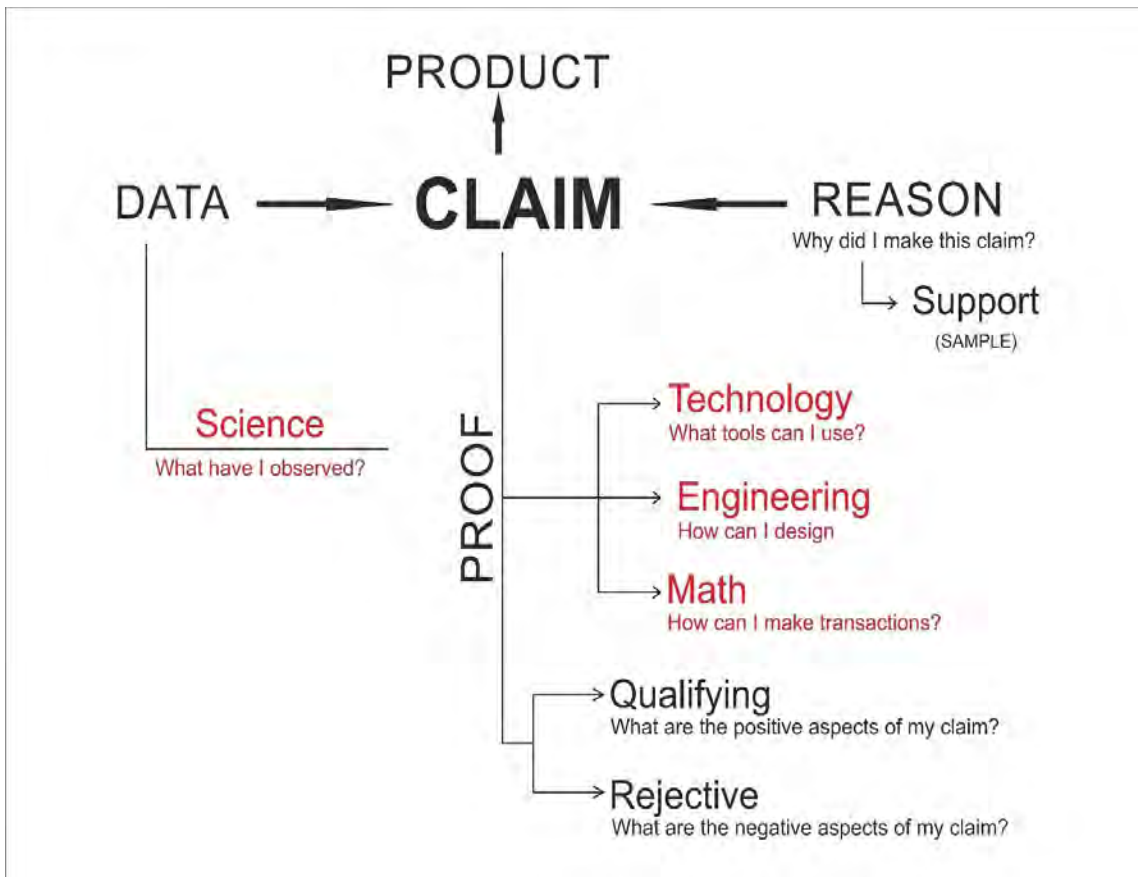 PRODUCT
DATA
CLAIM
REASON
Why did I make this claim?
Support
(SAMPLE)
Science
What have I observed?
PROOF
Technology
What tools can I use?
Engineering
How can I design
Math
How can I make transactions?
Qualifying
What are the positive aspects of my claim?
Rejective
What are the negative aspects of my claim?